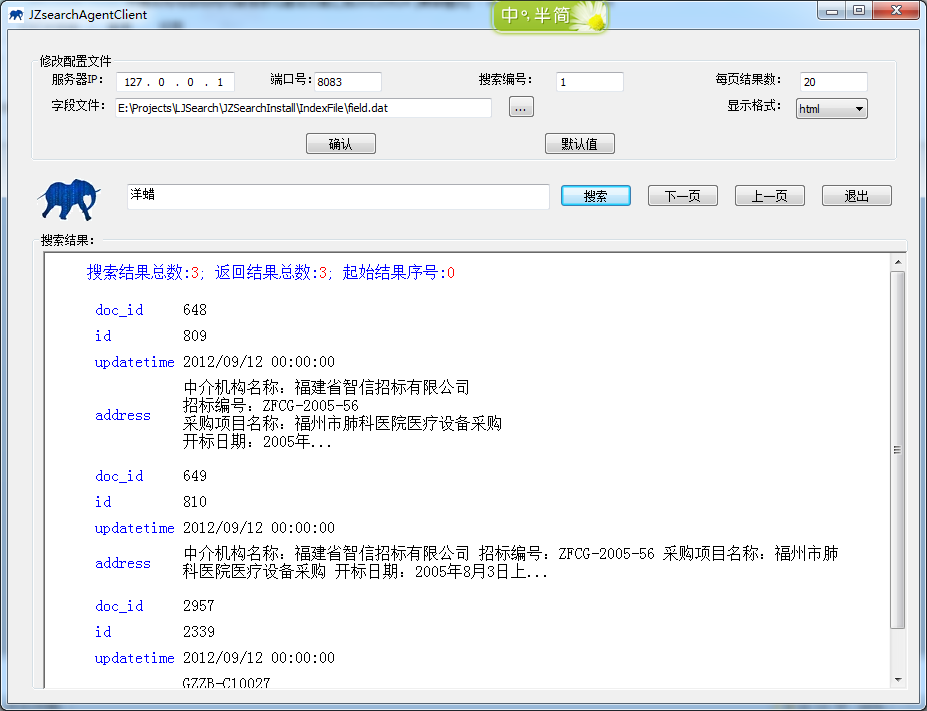 JZsearchAgentClient
中°,半简
修改配置文件
服务器IP: 127 . 0 . 0 . 1 端口号: 8083 搜索编号: 1 每页结果数: 20
字段文件: E:\Projects\LJSearch\JZSearchInstall\IndexFile\field.dat ... 显示格式: html
确认 默认值
洋蜡 搜索 下一页 上一页 退出
搜索结果:
搜索结果总数:3; 返回结果总数:3; 起始结果序号:0
doc_id 648
id 809
updatetime 2012/09/12 00:00:00
中介机构名称: 福建省智信招标有限公司
招标编号: ZFCG-2005-56
address
采购项目名称: 福州市肺科医院医疗设备采购
开标日期: 2005年...
doc_id 649
id 810
updatetime 2012/09/12 00:00:00
address 中介机构名称: 福建省智信招标有限公司 招标编号: ZFCG-2005-56 采购项目名称: 福州市肺
科医院医疗设备采购 开标日期: 2005年8月3日上...
doc_id 2957
id 2339
updatetime 2012/09/12 00:00:00
GZZB-C10027